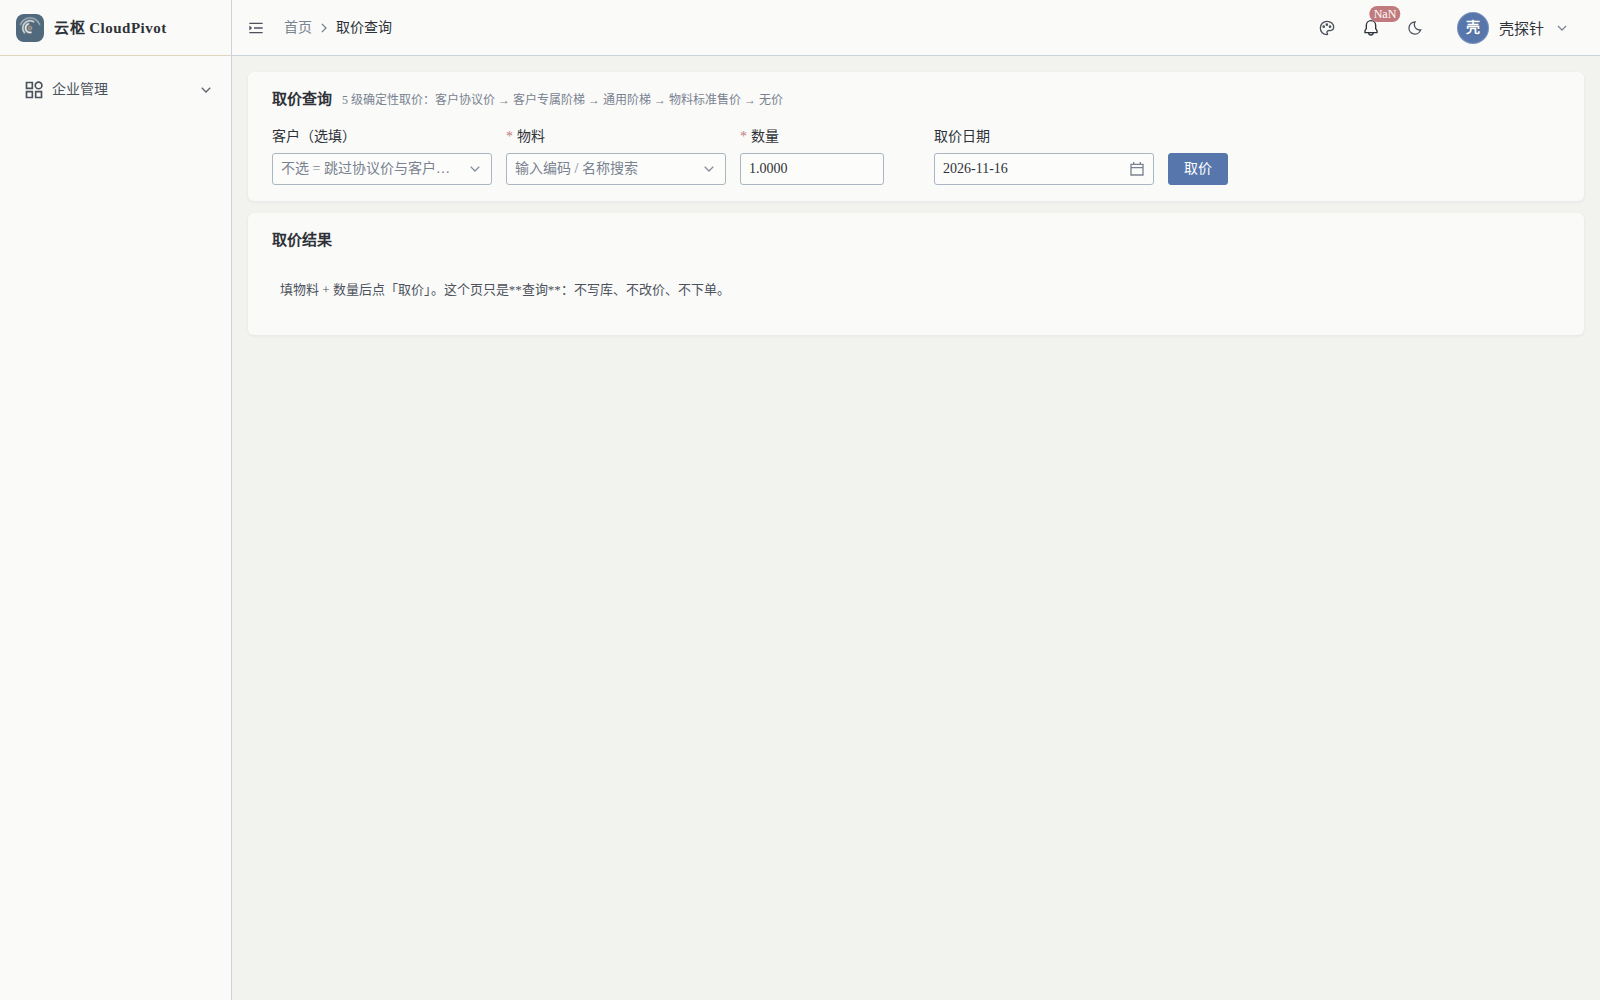 云枢 CloudPivot
首页 > 取价查询
NaN
壳
壳探针
企业管理
取价查询 5 级确定性取价：客户协议价 → 客户专属阶梯 → 通用阶梯 → 物料标准售价 → 无价
客户（选填）
* 物料
* 数量
取价日期
不选 = 跳过协议价与客户…
输入编码 / 名称搜索
1.0000
2026-11-16
取价
取价结果
填物料 + 数量后点「取价」。这个页只是**查询**：不写库、不改价、不下单。